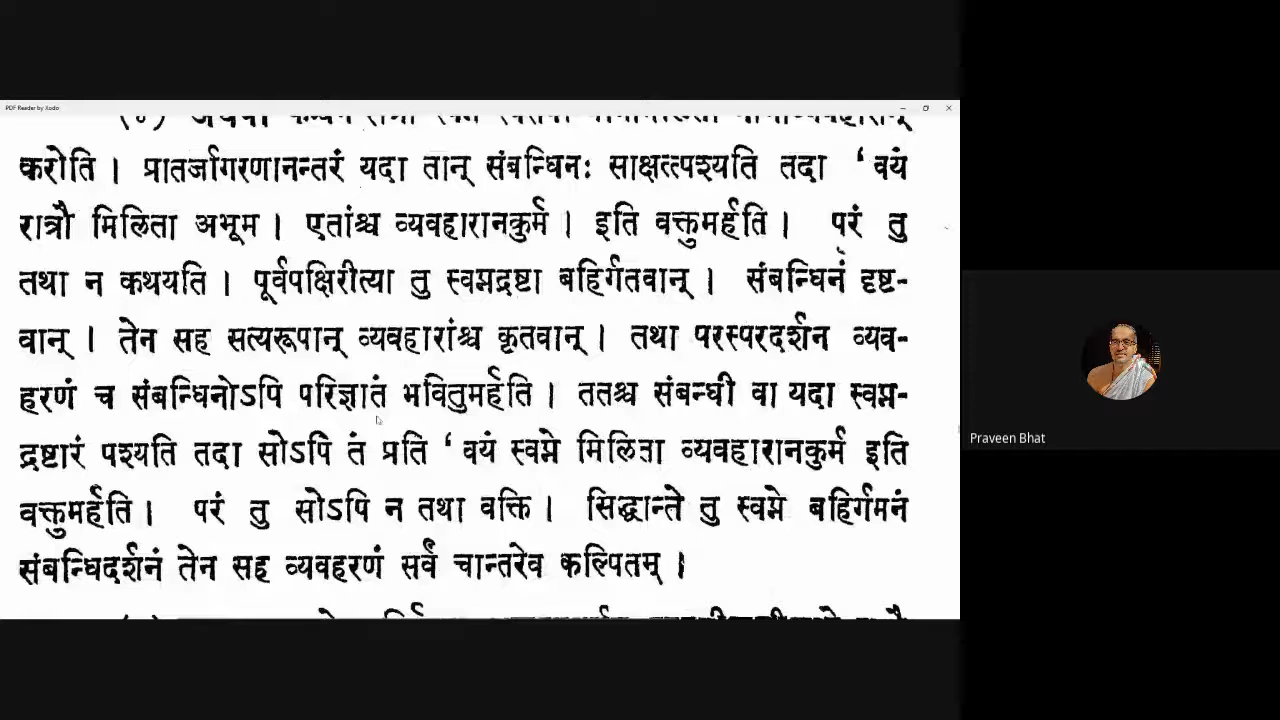 PDF Reader by Xodo
(४) अथवा
करोति । प्रातर्जागरणानन्तरं यदा तान् संबन्धिनः साक्षत्त्पश्यति तदा ‘ वयं
रात्रौ मिलिता अभूम । एतांश्च व्यवहारानकुर्म । इति वक्तुमर्हति । परं तु
तथा न कथयति । पूर्वपक्षिरीत्या तु स्वप्नद्रष्टा बहिर्गतवान् । संबन्धिनं दृष्ट-
वान् । तेन सह सत्यरूपान् व्यवहारांश्च कृतवान् । तथा परस्परदर्शन व्यव-
हरणं च संबन्धिनोऽपि परिज्ञातं भवितुमर्हति । ततश्च संबन्धी वा यदा स्वप्न-
द्रष्टारं पश्यति तदा सोऽपि तं प्रति ‘ वयं स्वप्ने मिलिता व्यवहारानकुर्म इति
वक्तुमर्हति । परं तु सोऽपि न तथा वक्ति । सिद्धान्ते तु स्वप्ने बहिर्गमनं
संबन्धिदर्शनं तेन सह व्यवहरणं सर्वं चान्तरेव कल्पितम् ।
Praveen Bhat